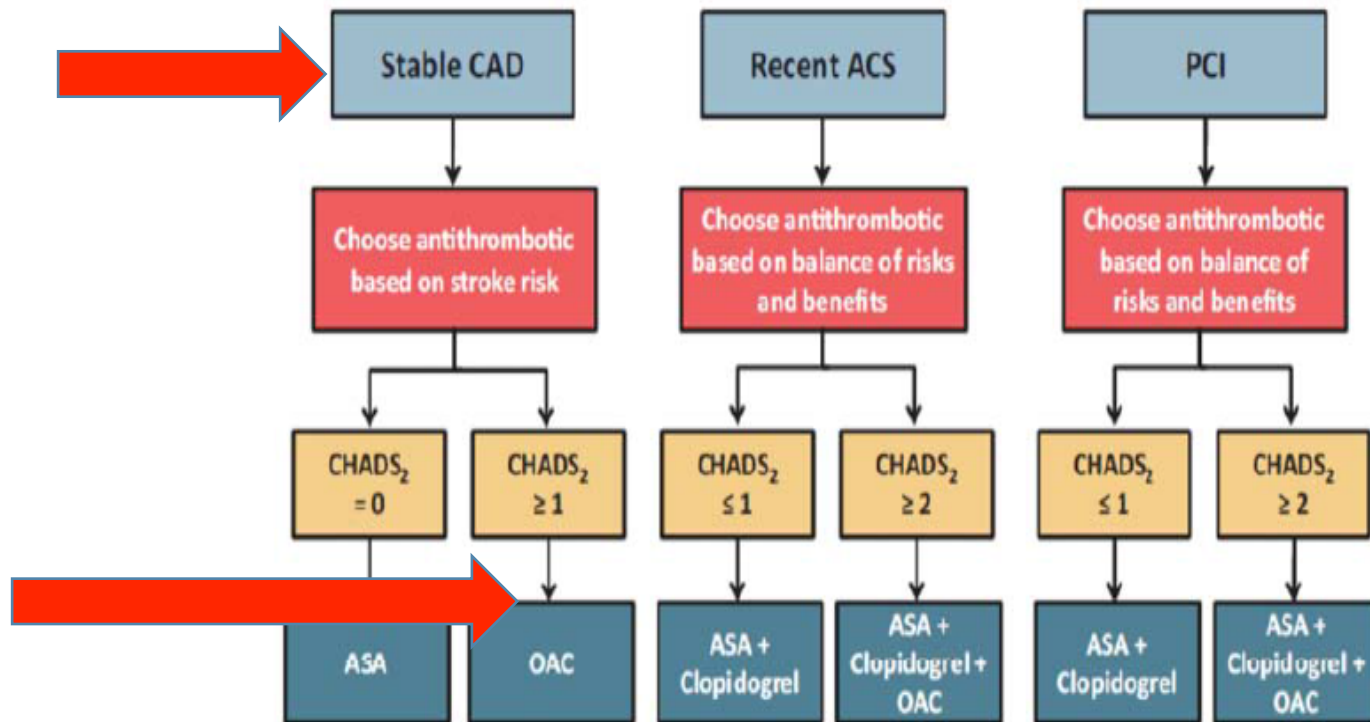 Stable CAD
Recent ACS
PCI
Choose antithrombotic
based on stroke risk
Choose antithrombotic
based on balance of risks
and benefits
Choose antithrombotic
based on balance of
risks and benefits
CHADS₂
= 0
CHADS₂
≥ 1
CHADS₂
≤ 1
CHADS₂
≥ 2
CHADS₂
≤ 1
CHADS₂
≥ 2
ASA
OAC
ASA +
Clopidogrel
ASA +
Clopidogrel +
OAC
ASA +
Clopidogrel
ASA +
Clopidogrel +
OAC